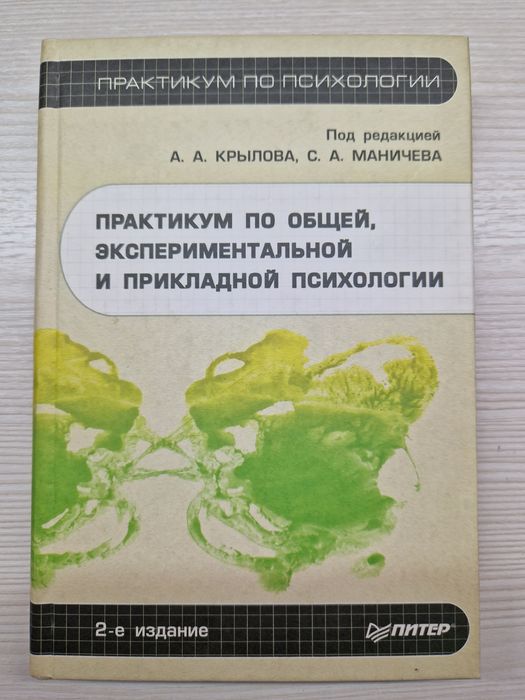 ПРАКТИКУМ ПО ПСИХОЛОГИИ
Под редакцией
А. А. КРЫЛОВА, С. А. МАНИЧЕВА
ПРАКТИКУМ ПО ОБЩЕЙ,
ЭКСПЕРИМЕНТАЛЬНОЙ
И ПРИКЛАДНОЙ ПСИХОЛОГИИ
2-е издание
ПИТЕР